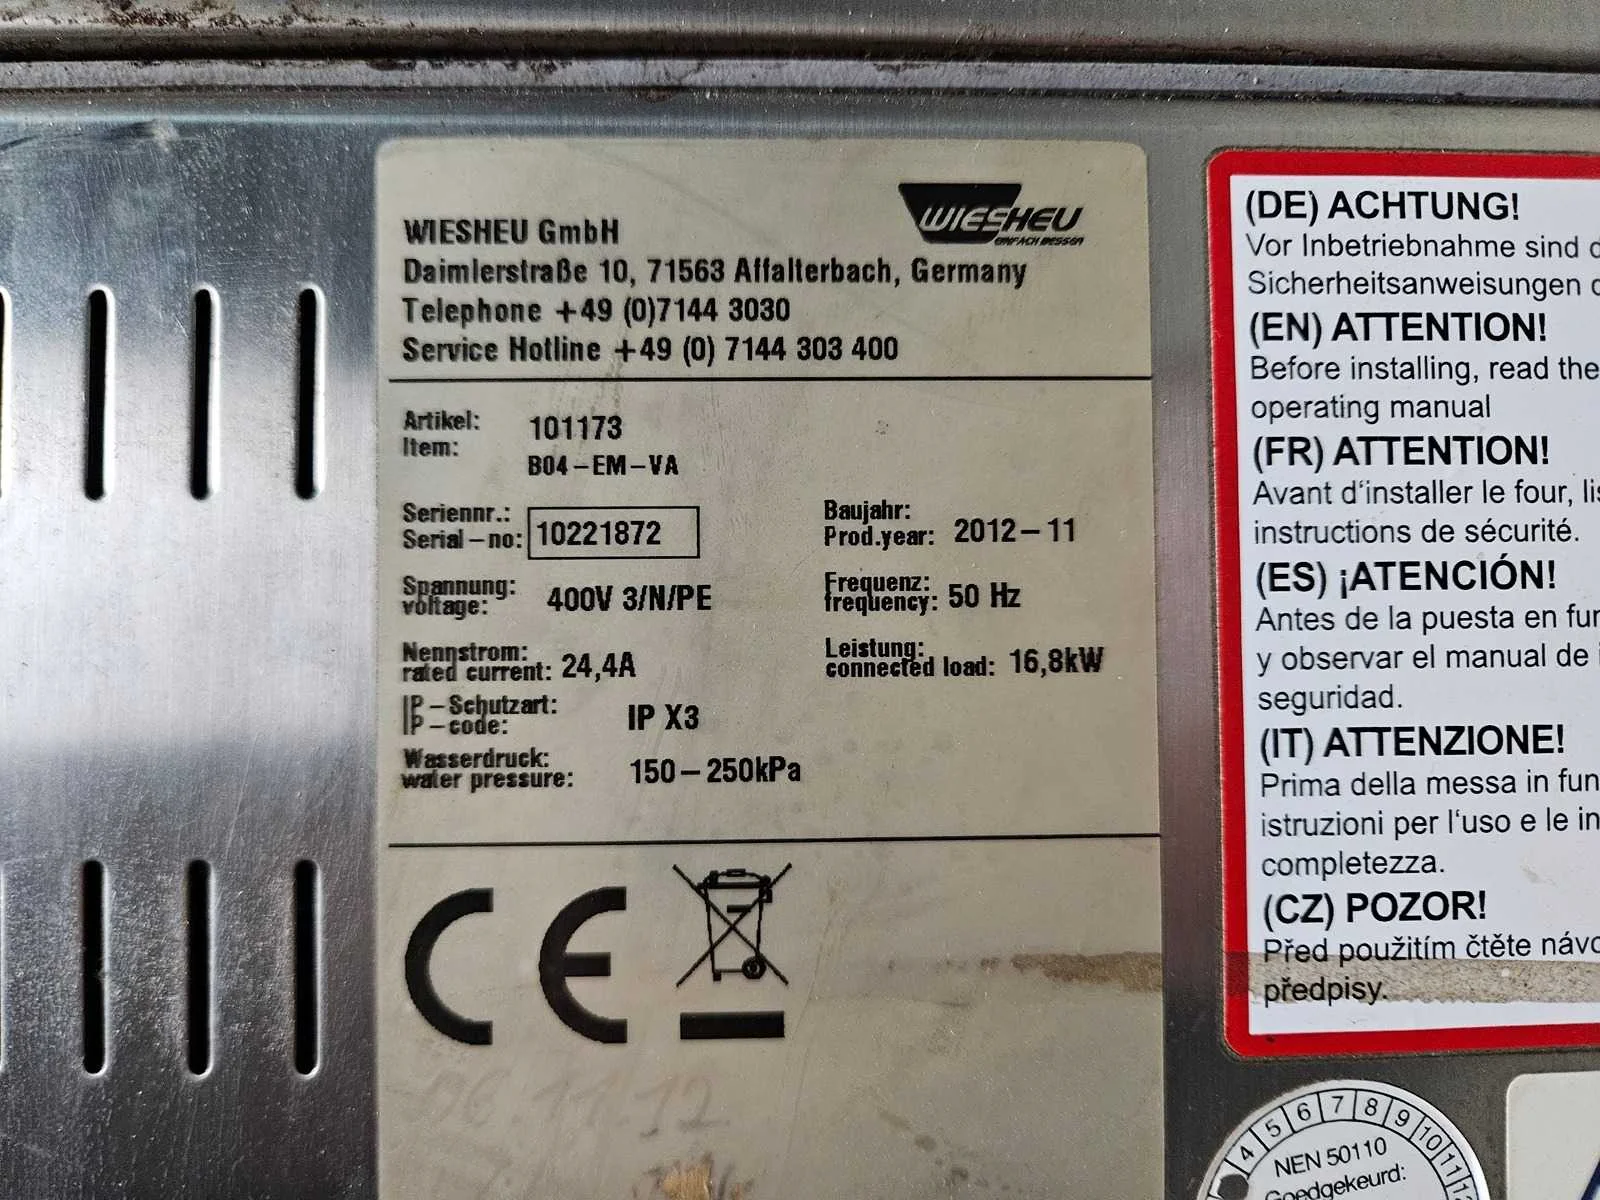 WIESHEU GmbH
Daimlerstraße 10, 71563 Affalterbach, Germany
Telephone +49 (0)7144 3030
Service Hotline +49 (0) 7144 303 400
WIESHEU
EINFACH BESSER
Artikel: 101173
Item: B04-EM-VA
Seriennr.:
Serial-no: 10221872
Baujahr:
Prod.year: 2012-11
Spannung:
voltage: 400V 3/N/PE
Frequenz:
frequency: 50 Hz
Nennstrom:
rated current: 24,4A
Leistung:
connected load: 16,8kW
IP-Schutzart:
IP-code: IP X3
Wasserdruck:
water pressure: 150-250kPa
CE
06.11.12
(DE) ACHTUNG!
Vor Inbetriebnahme sind
Sicherheitsanweisungen
(EN) ATTENTION!
Before installing, read the
operating manual
(FR) ATTENTION!
Avant d'installer le four,
instructions de sécurité.
(ES) ¡ATENCIÓN!
Antes de la puesta en
y observar el manual de
seguridad.
(IT) ATTENZIONE!
Prima della messa in
istruzioni per l'uso e le
completezza.
(CZ) POZOR!
Před použitím čtěte
předpisy.
4 5 6 7 8 9 10 11
NEN 50110
Goedgekeurd: